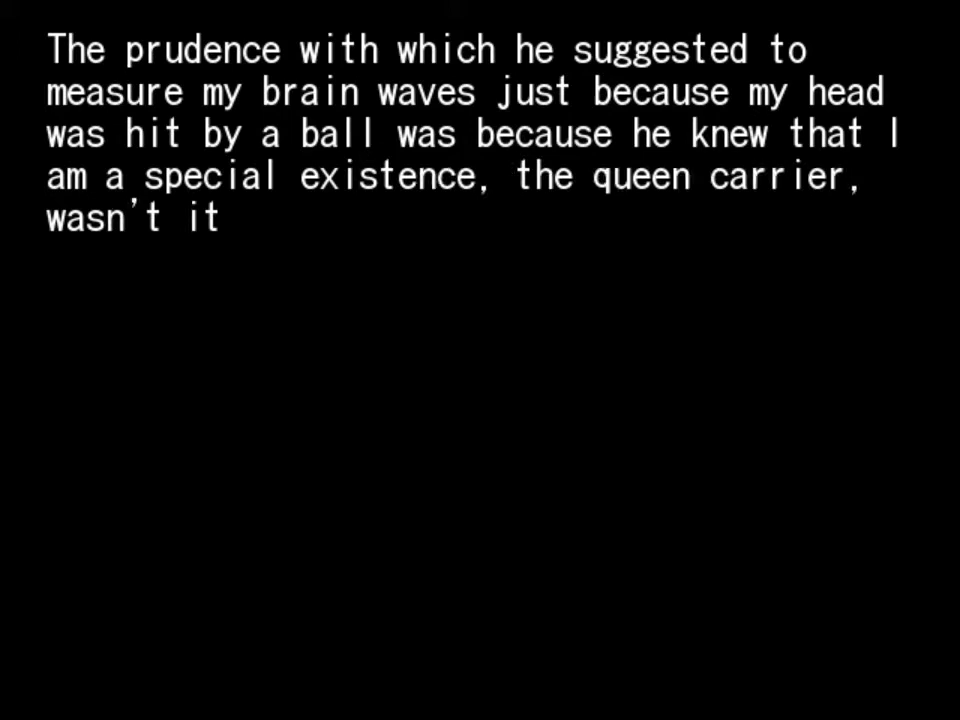 The prudence with which he suggested to
measure my brain waves just because my head
was hit by a ball was because he knew that I
am a special existence, the queen carrier,
wasn't it